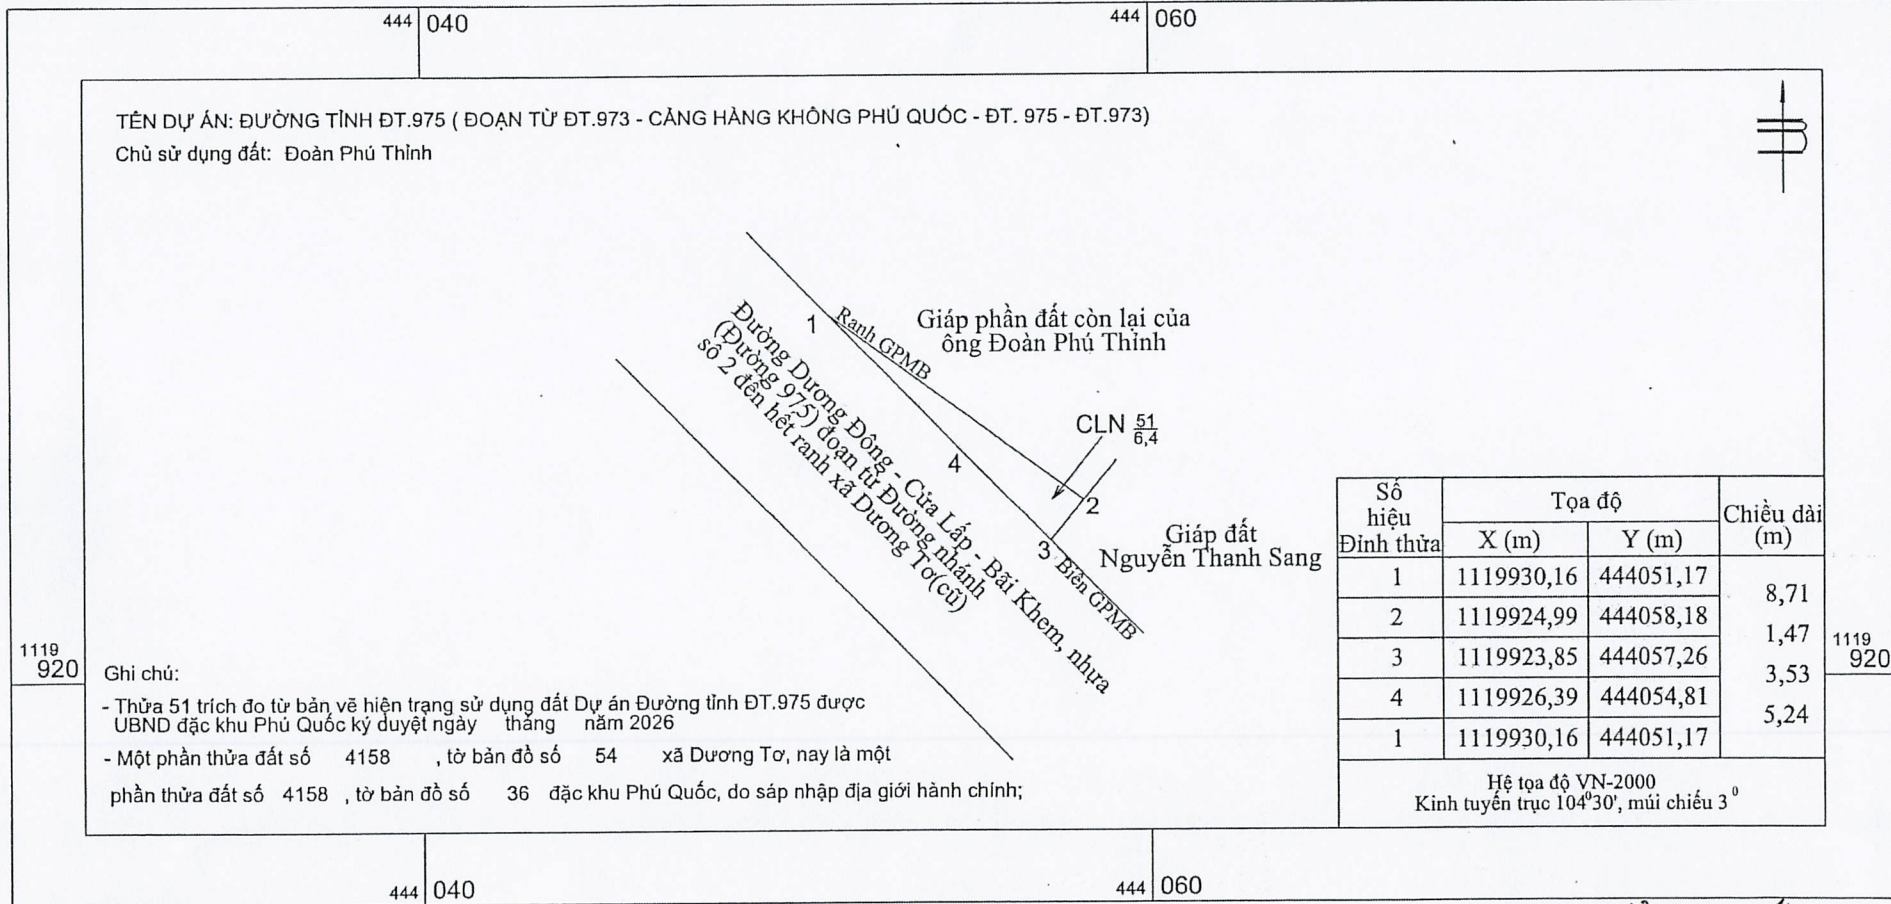 444 040
444 060
TÊN DỰ ÁN: ĐƯỜNG TỈNH ĐT.975 ( ĐOẠN TỪ ĐT.973 - CẢNG HÀNG KHÔNG PHÚ QUỐC - ĐT. 975 - ĐT.973)
Chủ sử dụng đất: Đoàn Phú Thỉnh
1
Ranh GPMB
Giáp phần đất còn lại của
ông Đoàn Phú Thỉnh
Đường Dương Đông - Cửa Lấp - Bãi Khem, nhựa
(Đường 975) đoạn từ Đường nhánh
số 2 đến hết ranh xã Dương Tơ(cũ)
CLN 51
6,4
4
2
3
Biên GPMB
Giáp đất
Nguyễn Thanh Sang
Số hiệu Đỉnh thửa Tọa độ Chiều dài (m)
X (m) Y (m)
1 1119930,16 444051,17
8,71
2 1119924,99 444058,18
1,47
3 1119923,85 444057,26
3,53
4 1119926,39 444054,81
5,24
1 1119930,16 444051,17
Hệ tọa độ VN-2000
Kinh tuyến trục 104⁰30', múi chiếu 3⁰
1119
920
1119
920
Ghi chú:
- Thửa 51 trích đo từ bản vẽ hiện trạng sử dụng đất Dự án Đường tỉnh ĐT.975 được
UBND đặc khu Phú Quốc ký duyệt ngày tháng năm 2026
- Một phần thửa đất số 4158 , tờ bản đồ số 54 xã Dương Tơ, nay là một
phần thửa đất số 4158 , tờ bản đồ số 36 đặc khu Phú Quốc, do sáp nhập địa giới hành chính;
444 040
444 060